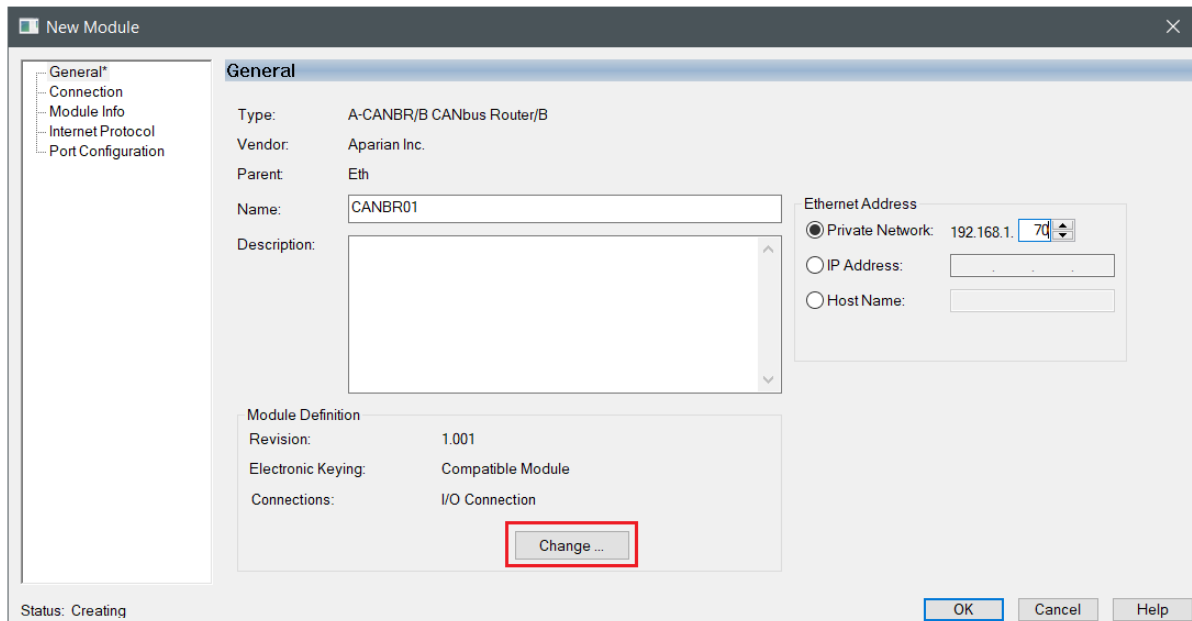 New Module
General*
Connection
Module Info
Internet Protocol
Port Configuration
General
Type: A-CANBR/B CANbus Router/B
Vendor: Aparian Inc.
Parent: Eth
Name: CANBR01
Description:
Ethernet Address
Private Network: 192.168.1. 70
IP Address: . . .
Host Name:
Module Definition
Revision: 1.001
Electronic Keying: Compatible Module
Connections: I/O Connection
Change ...
Status: Creating
OK Cancel Help